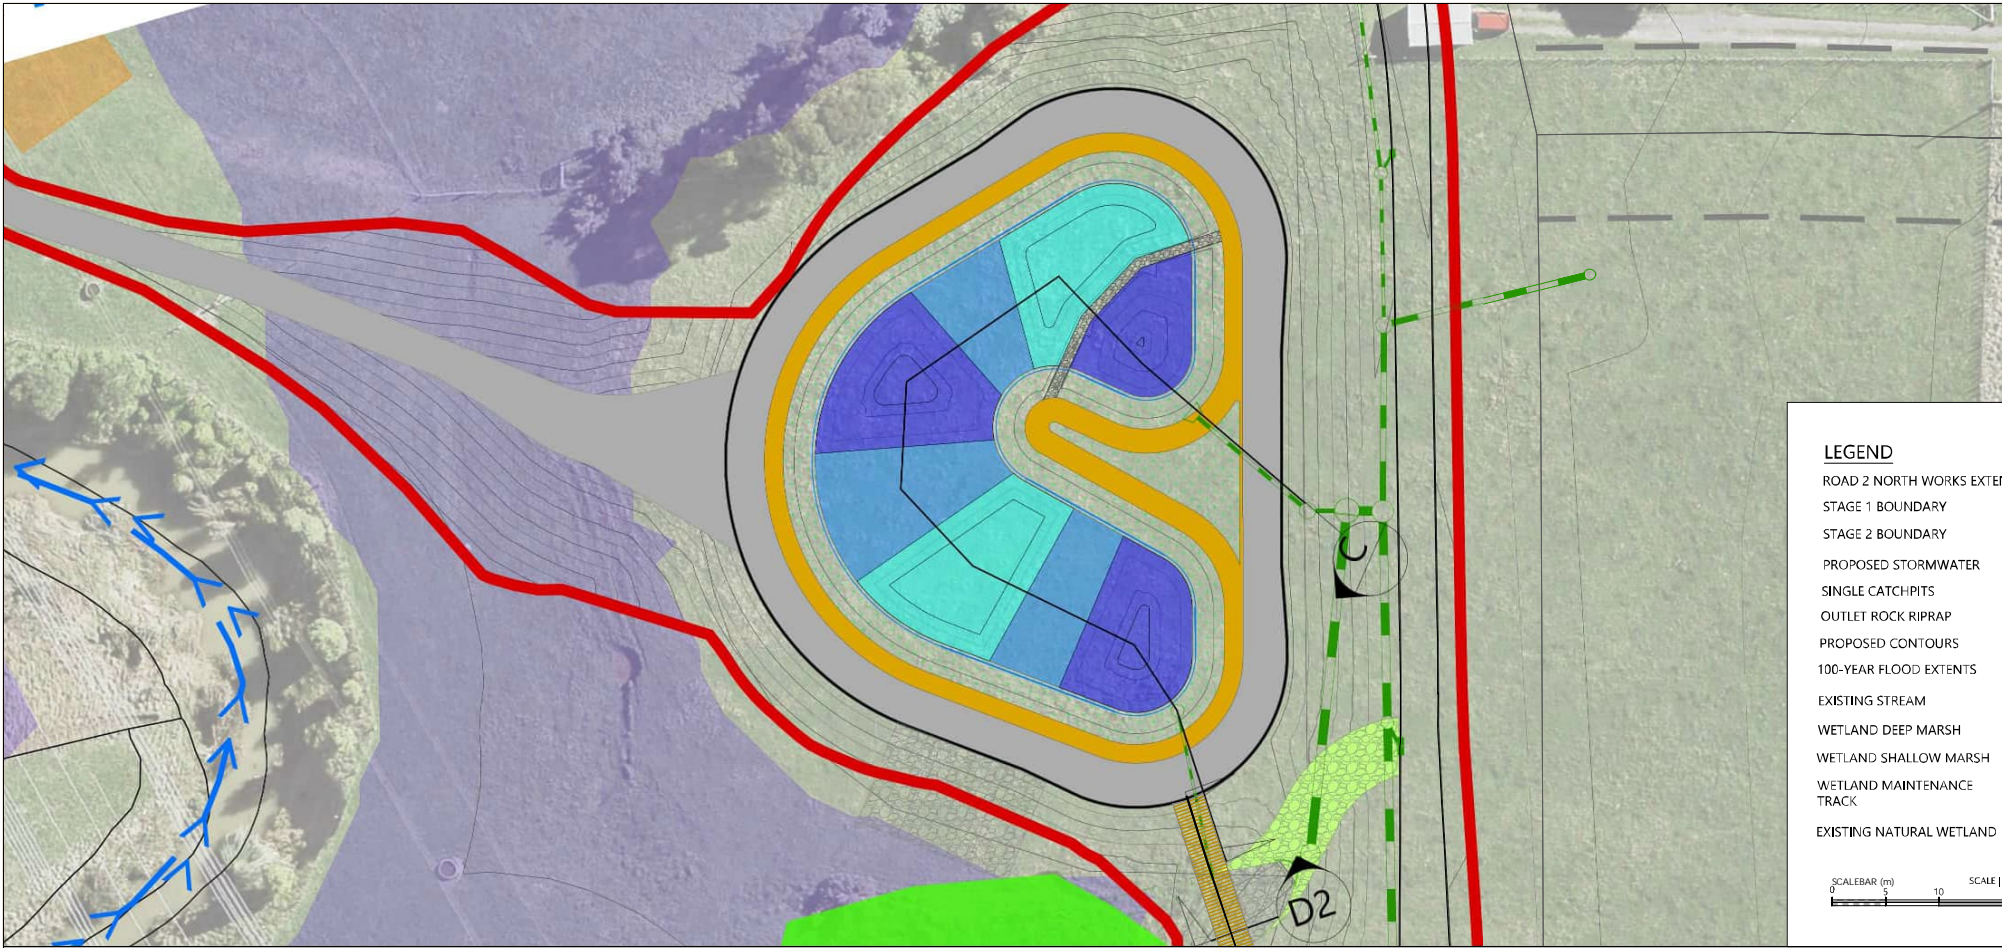 C
D2
LEGEND
ROAD 2 NORTH WORKS EXTEN
STAGE 1 BOUNDARY
STAGE 2 BOUNDARY
PROPOSED STORMWATER
SINGLE CATCHPITS
OUTLET ROCK RIPRAP
PROPOSED CONTOURS
100-YEAR FLOOD EXTENTS
EXISTING STREAM
WETLAND DEEP MARSH
WETLAND SHALLOW MARSH
WETLAND MAINTENANCE
TRACK
EXISTING NATURAL WETLAND
SCALEBAR (m) SCALE
0 5 10